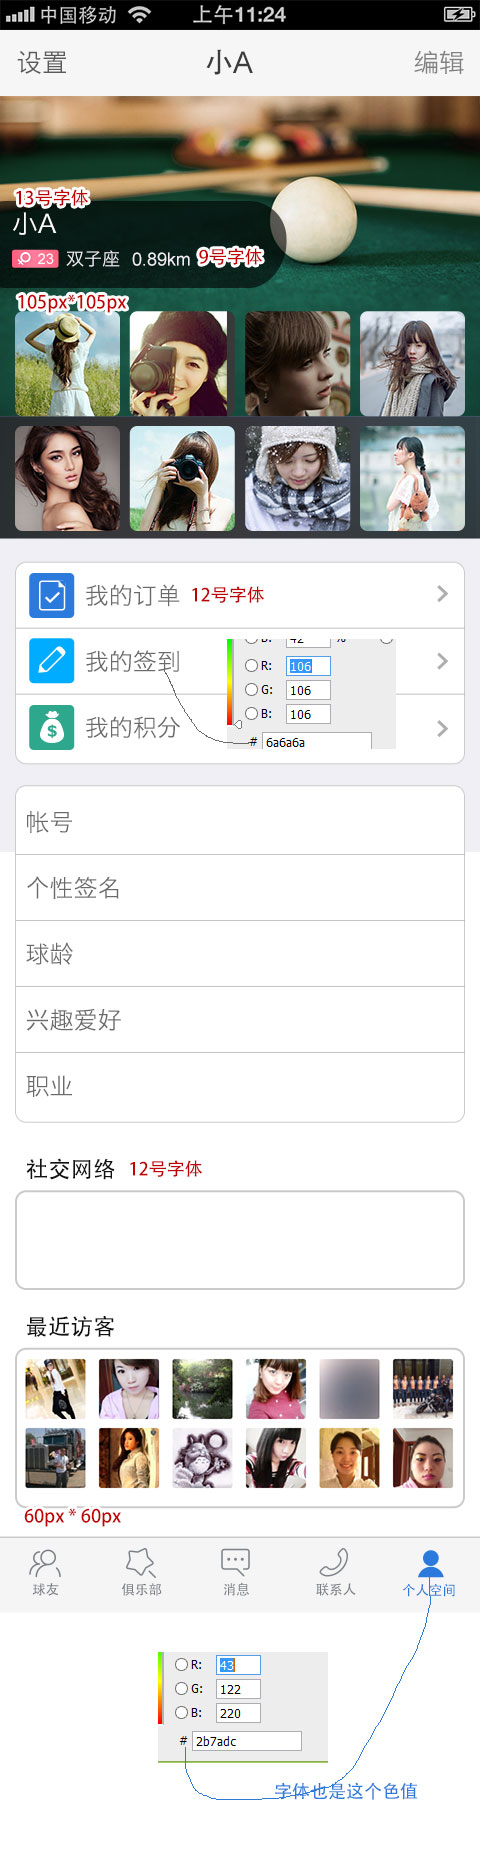 中国移动 上午11:24
设置 小A 编辑
13号字体
小A
23 双子座 0.89km 9号字体
105px*105px
我的订单 12号字体
我的签到
42 %
R: 106
G: 106
B: 106
# 6a6a6a
我的积分
帐号
个性签名
球龄
兴趣爱好
职业
社交网络 12号字体
最近访客
60px * 60px
球友 俱乐部 消息 联系人 个人空间
R: 43
G: 122
B: 220
# 2b7adc
字体也是这个色值